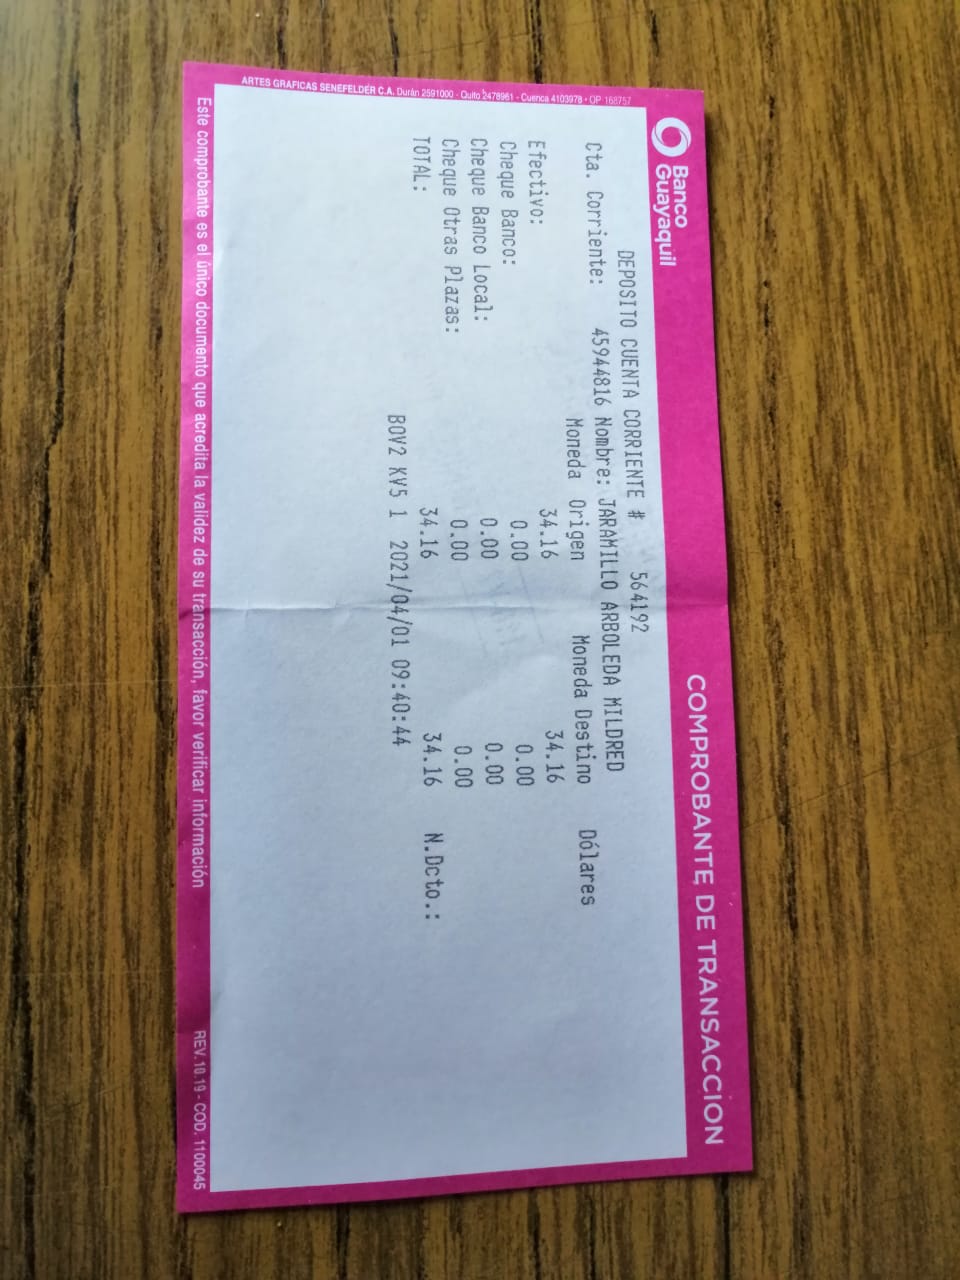 Banco
Guayaquil
COMPROBANTE DE TRANSACCION
DEPOSITO CUENTA CORRIENTE # 564192
Cta. Corriente: 45944816 Nombre: JARAMILLO ARBOLEDA MILDRED
Moneda Origen Moneda Destino Dólares
Efectivo: 34.16 34.16
Cheque Banco: 0.00 0.00
Cheque Banco Local: 0.00 0.00
Cheque Otras Plazas: 0.00 0.00
TOTAL: 34.16 34.16 N.Dcto.:
BOV2 KV5 1 2021/04/01 09:40:44
ARTES GRAFICAS SENEFELDER C.A. Durán 2591000 - Quito 2478961 - Cuenca 4103978 - OP 168757
Este comprobante es el único documento que acredita la validez de su transacción, favor verificar información
REV. 10.19 - COD. 1100045